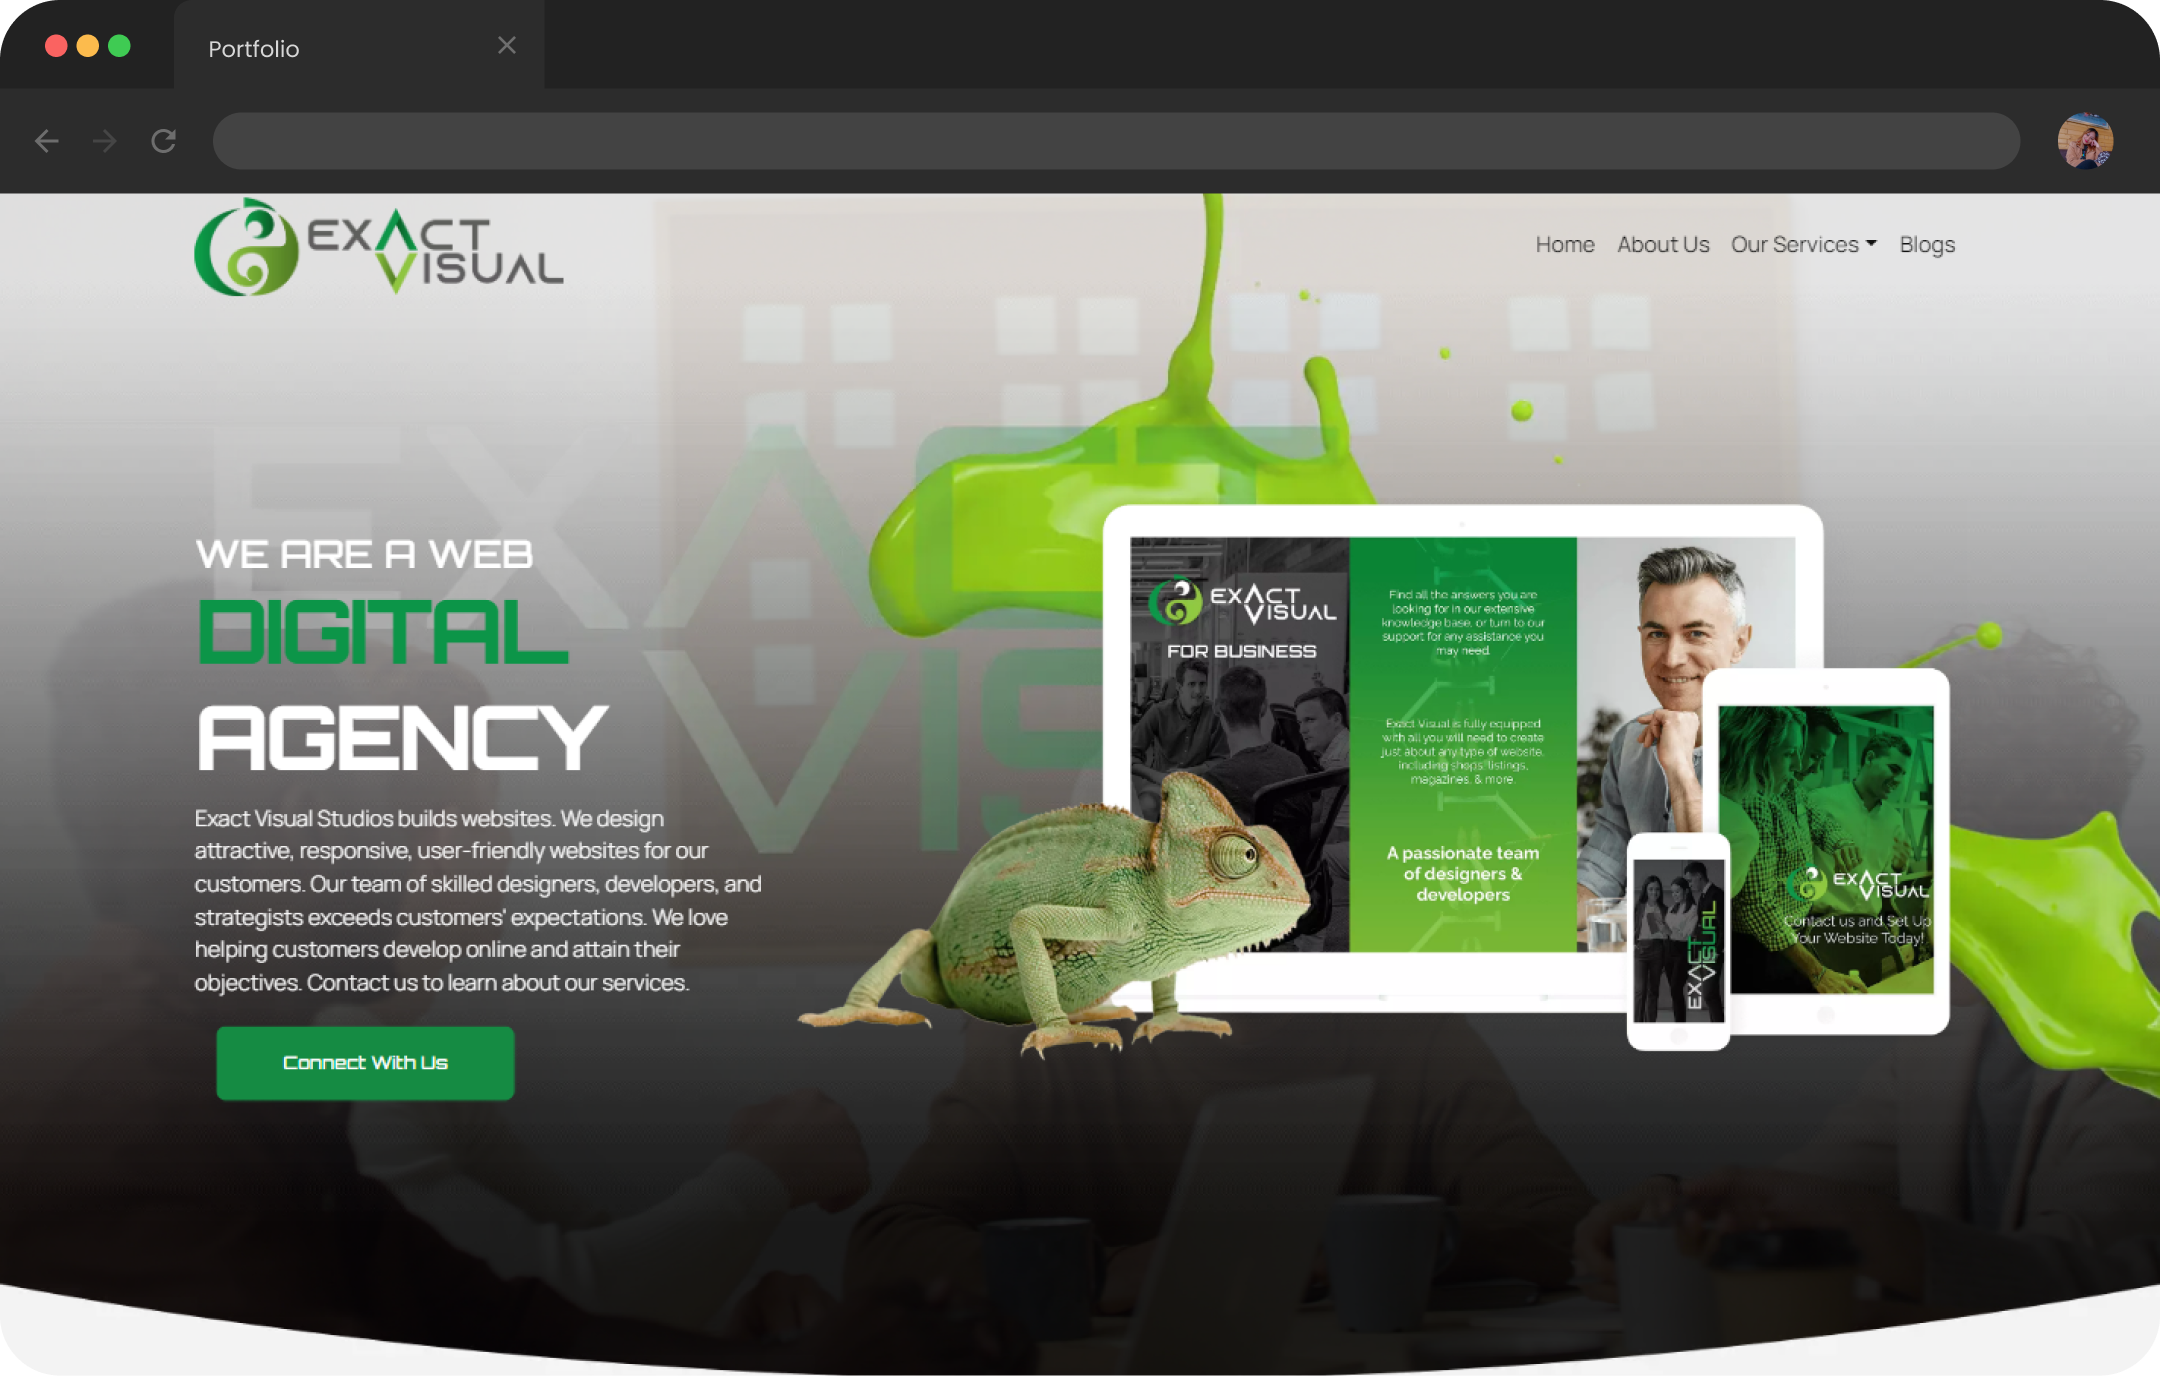 Portfolio
EXACT
VISUAL
Home About Us Our Services Blogs
EXACT
VIS
WE ARE A WEB
DIGITAL
AGENCY
Exact Visual Studios builds websites. We design
attractive, responsive, user-friendly websites for our
customers. Our team of skilled designers, developers, and
strategists exceeds customers' expectations. We love
helping customers develop online and attain their
objectives. Contact us to learn about our services.
Connect With Us
EXACT
VISUAL
FOR BUSINESS
Find all the answers you are
looking for in our extensive
knowledge base, or turn to our
support for any assistance you
may need.
Exact Visual is fully equipped
with all you will need to create
just about any type of website,
including shops, listings,
magazines, & more.
A passionate team
of designers &
developers
EXACT
VISUAL
EXACT
VISUAL
Contact us and Set Up
Your Website Today!